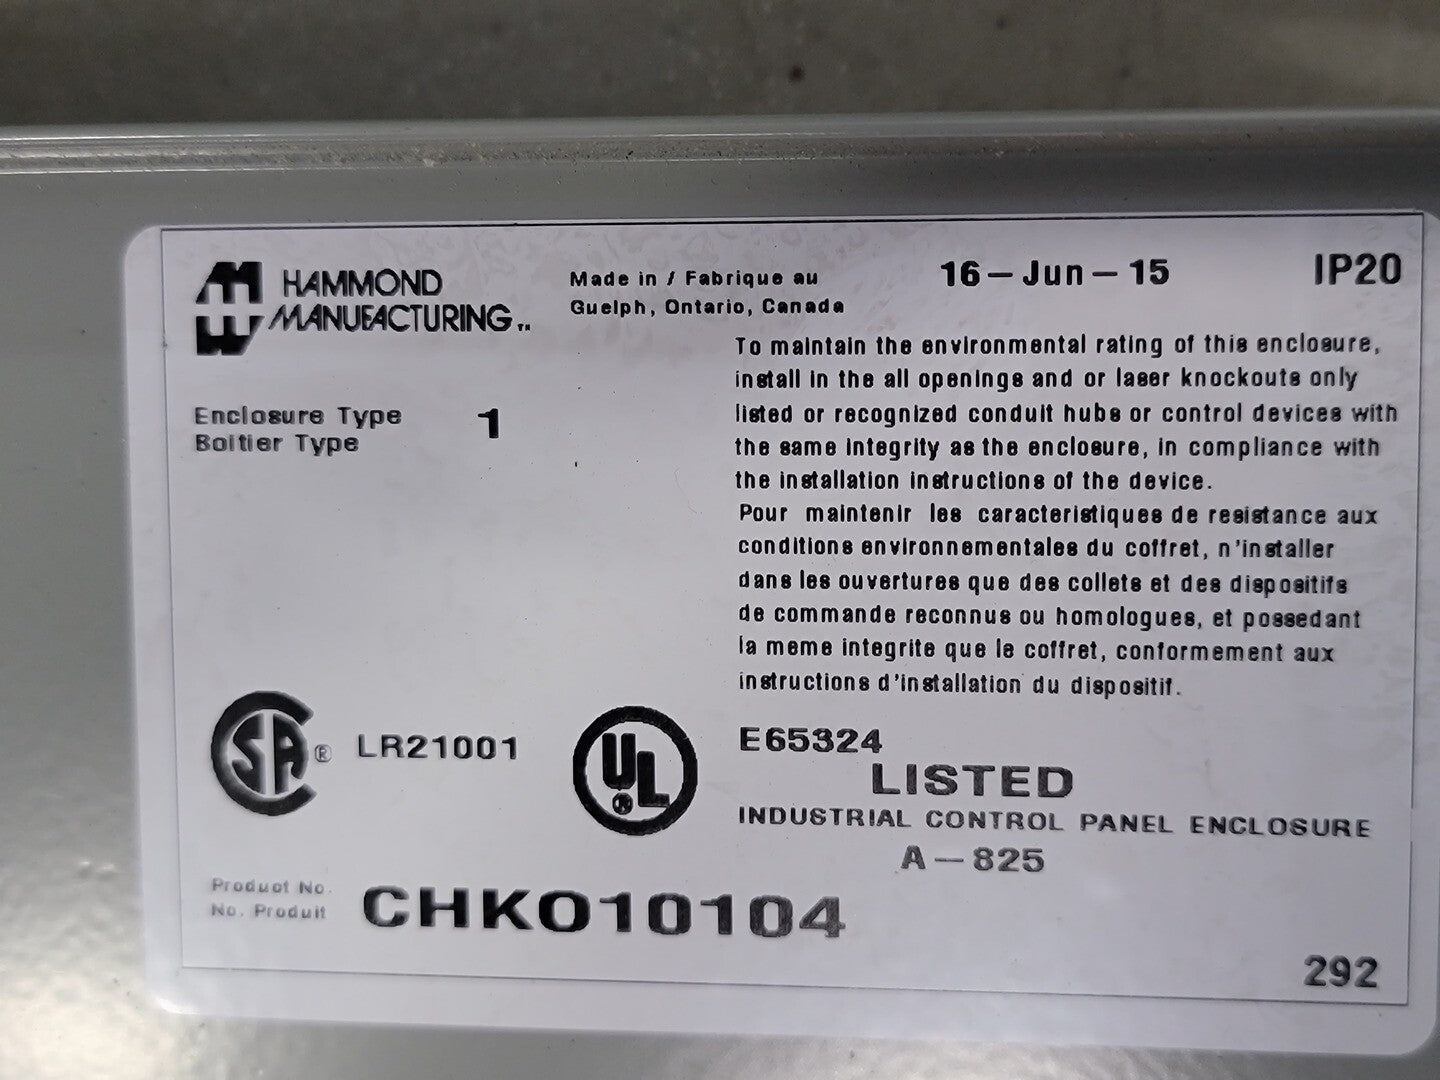 HAMMOND
MANUFACTURING TM
Made in / Fabrique au
Guelph, Ontario, Canada
16-Jun-15
IP20
Enclosure Type 1
Boitier Type
To maintain the environmental rating of this enclosure,
install in the all openings and or laser knockouts only
listed or recognized conduit hubs or control devices with
the same integrity as the enclosure, in compliance with
the installation instructions of the device.
Pour maintenir les caracteristiques de resistance aux
conditions environnementales du coffret, n'installer
dans les ouvertures que des collets et des dispositifs
de commande reconnus ou homologues, et possedant
la meme integrite que le coffret, conformement aux
instructions d'installation du dispositif.
CSA ® LR21001
UL ®
E65324
LISTED
INDUSTRIAL CONTROL PANEL ENCLOSURE
A-825
Product No.
No. Produit
CHKO10104
292